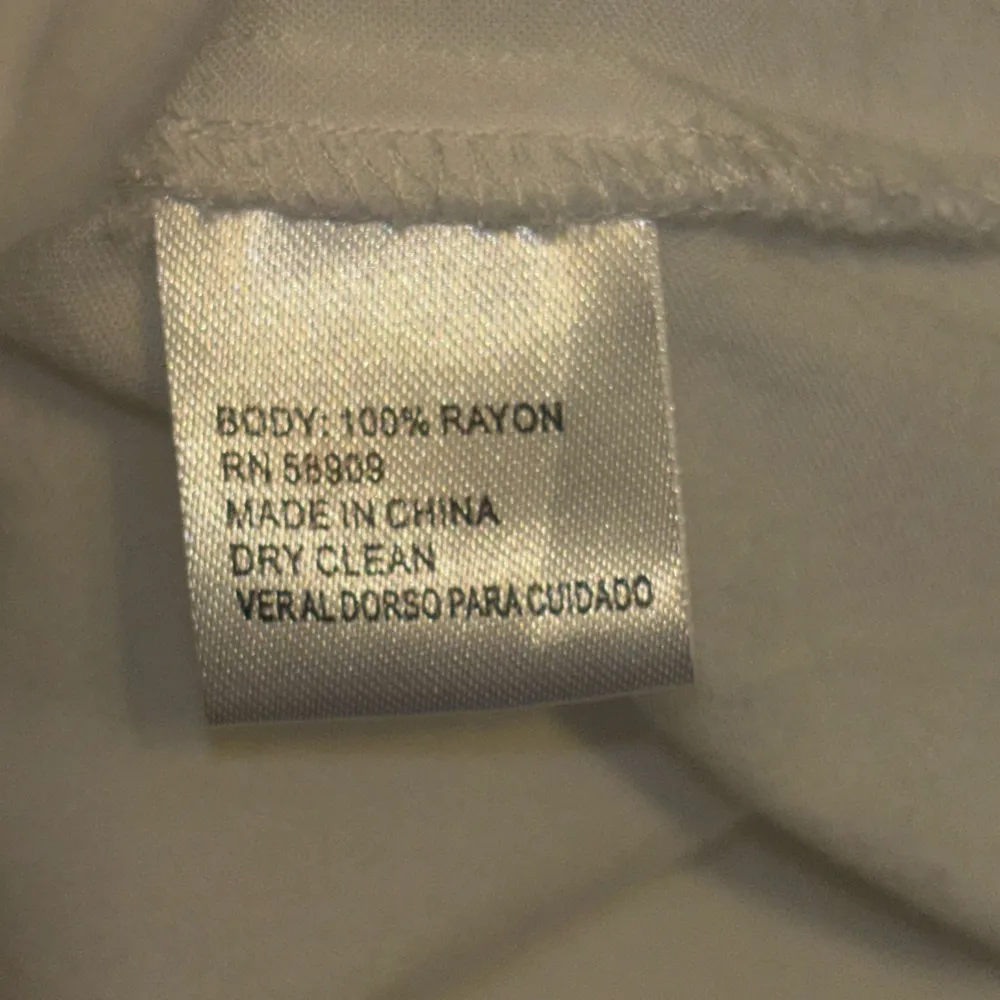 BODY: 100% RAYON
RN 58909
MADE IN CHINA
DRY CLEAN
VER AL DORSO PARA CUIDADO